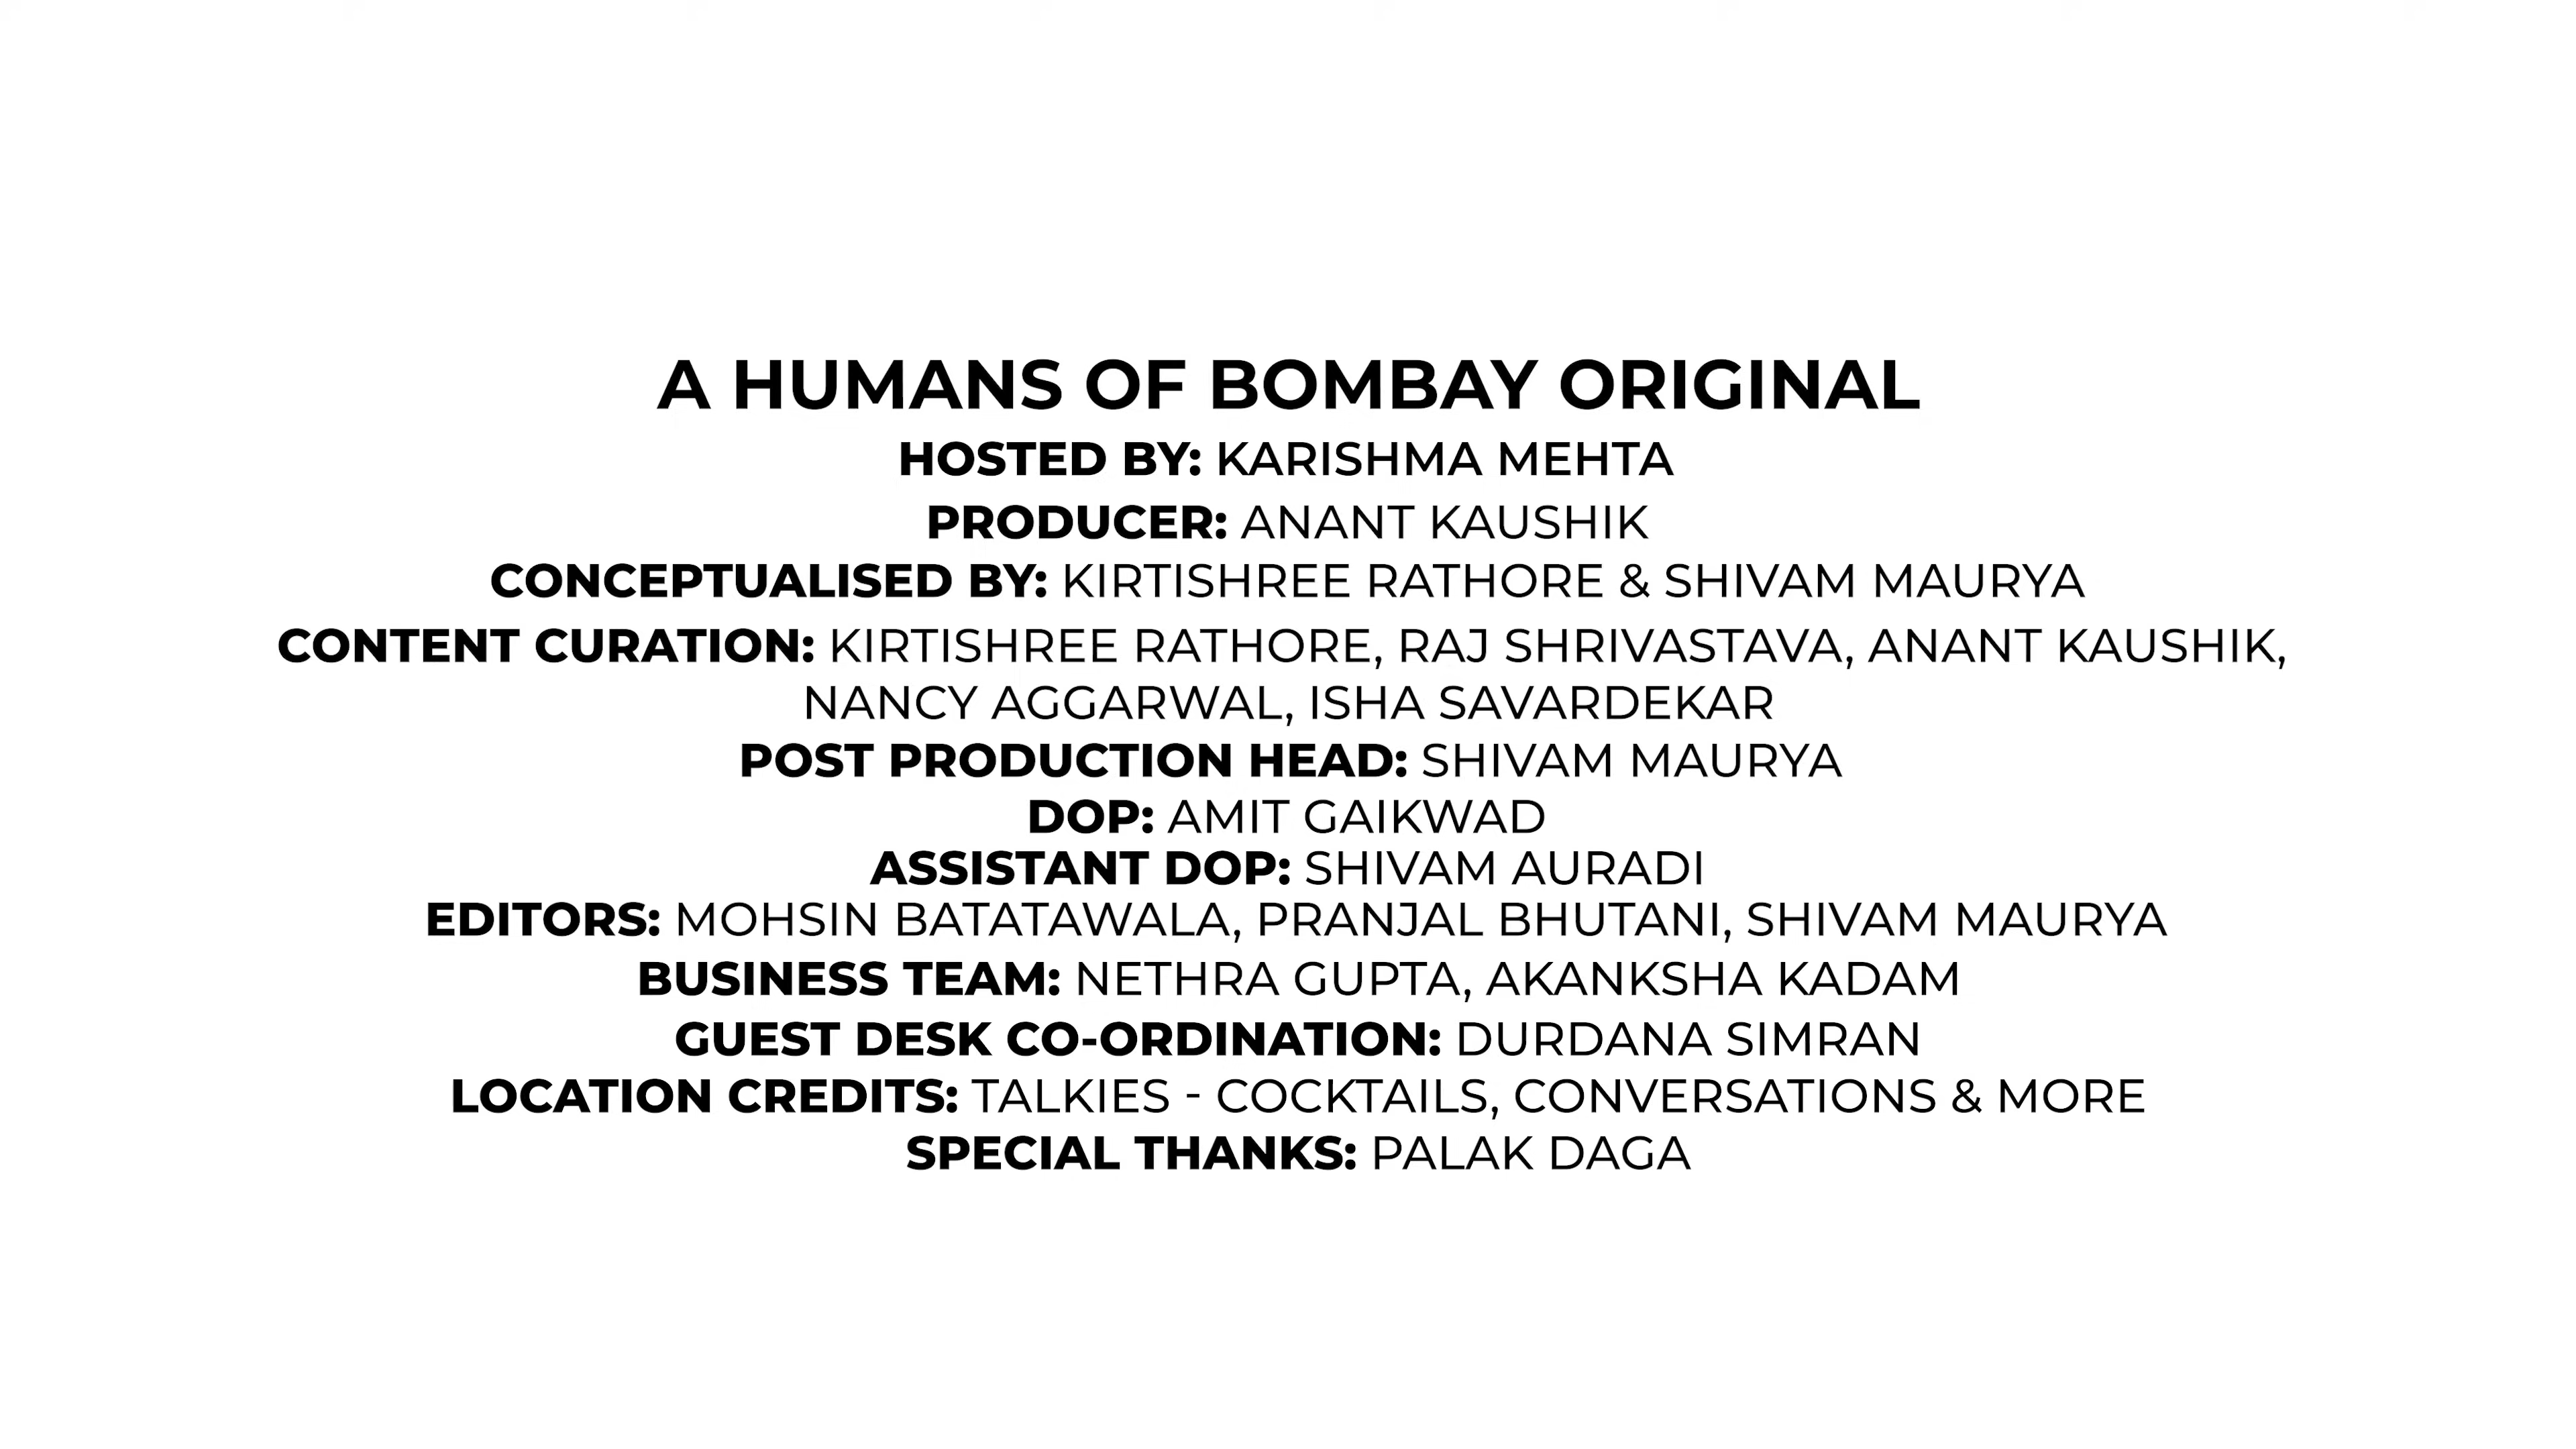 A HUMANS OF BOMBAY ORIGINAL
HOSTED BY: KARISHMA MEHTA
PRODUCER: ANANT KAUSHIK
CONCEPTUALISED BY: KIRTISHREE RATHORE & SHIVAM MAURYA
CONTENT CURATION: KIRTISHREE RATHORE, RAJ SHRIVASTAVA, ANANT KAUSHIK,
NANCY AGGARWAL, ISHA SAVARDEKAR
POST PRODUCTION HEAD: SHIVAM MAURYA
DOP: AMIT GAIKWAD
ASSISTANT DOP: SHIVAM AURADI
EDITORS: MOHSIN BATATAWALA, PRANJAL BHUTANI, SHIVAM MAURYA
BUSINESS TEAM: NETHRA GUPTA, AKANKSHA KADAM
GUEST DESK CO-ORDINATION: DURDANA SIMRAN
LOCATION CREDITS: TALKIES - COCKTAILS, CONVERSATIONS & MORE
SPECIAL THANKS: PALAK DAGA